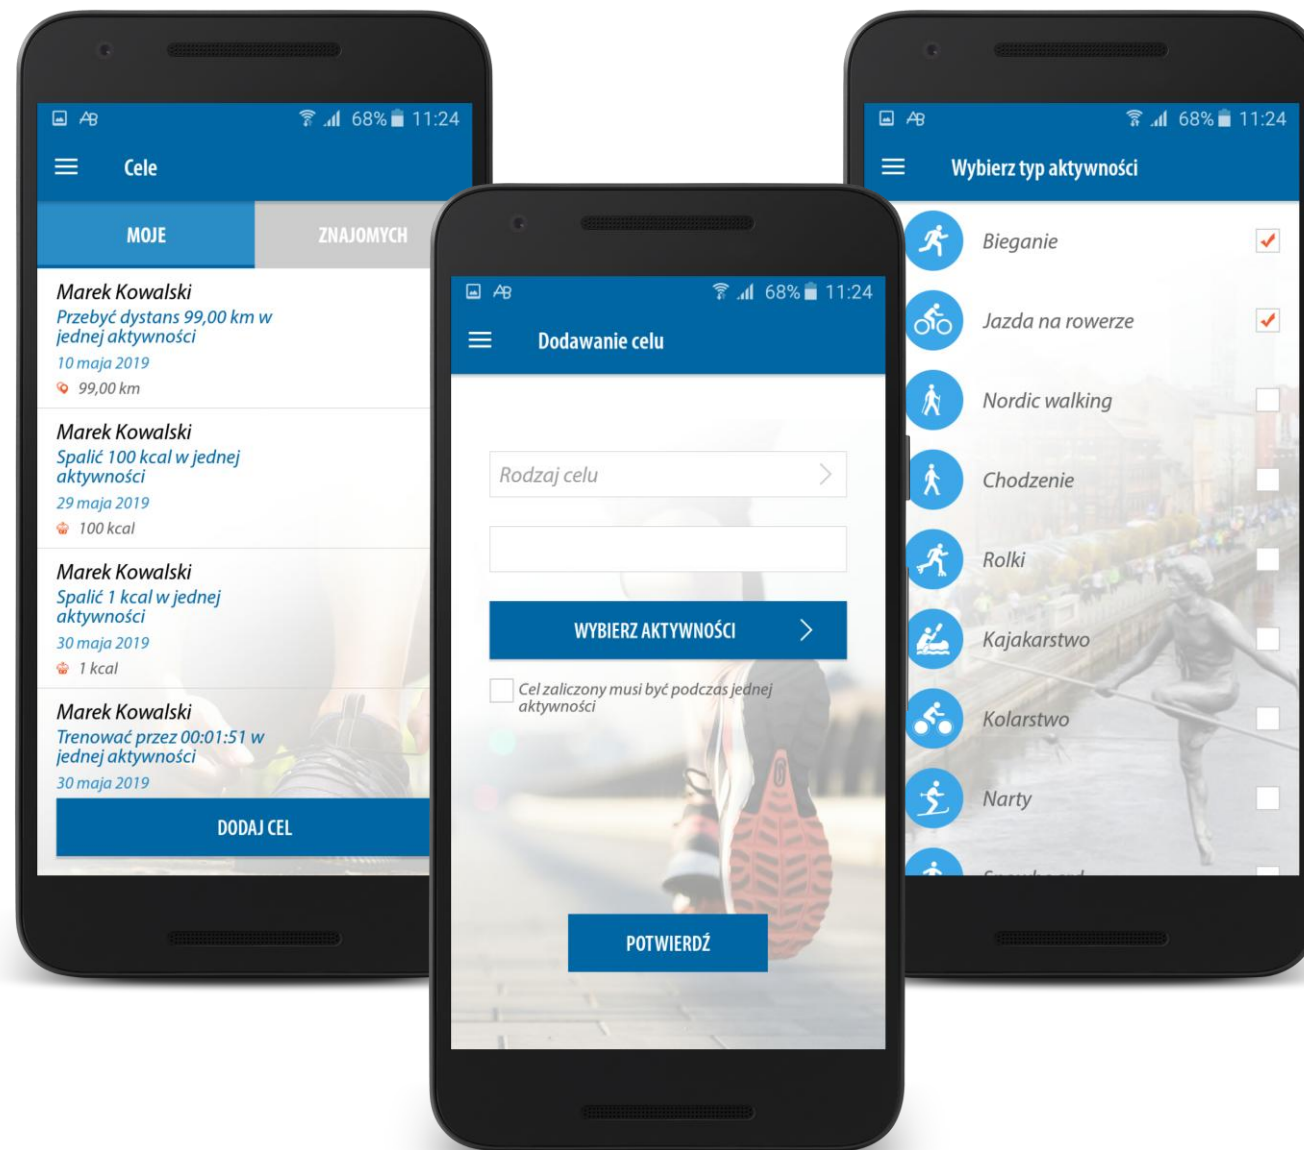 68% 11:24
Cele
MOJE
ZNAJOMYCH
Marek Kowalski
Przebyć dystans 99,00 km w
jednej aktywności
10 maja 2019
99,00 km
Marek Kowalski
Spalić 100 kcal w jednej
aktywności
29 maja 2019
100 kcal
Marek Kowalski
Spalić 1 kcal w jednej
aktywności
30 maja 2019
1 kcal
Marek Kowalski
Trenować przez 00:01:51 w
jednej aktywności
30 maja 2019
DODAJ CEL
68% 11:24
Dodawanie celu
Rodzaj celu
WYBIERZ AKTYWNOŚCI
Cel zaliczony musi być podczas jednej
aktywności
POTWIERDŹ
68% 11:24
Wybierz typ aktywności
Bieganie
Jazda na rowerze
Nordic walking
Chodzenie
Rolki
Kajakarstwo
Kolarstwo
Narty